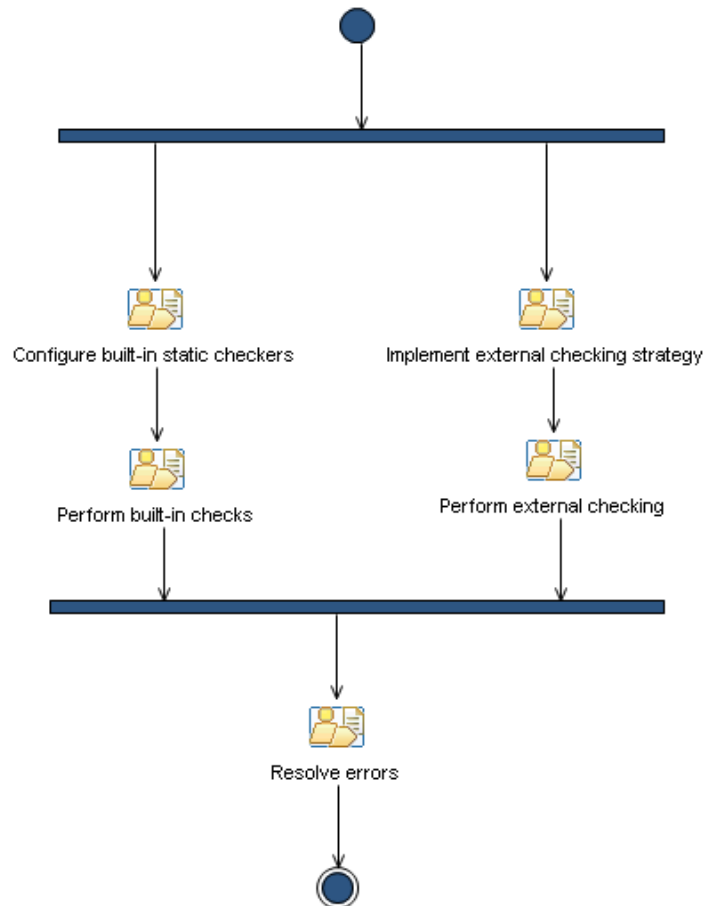 Configure built-in static checkers
Implement external checking strategy
Perform built-in checks
Perform external checking
Resolve errors